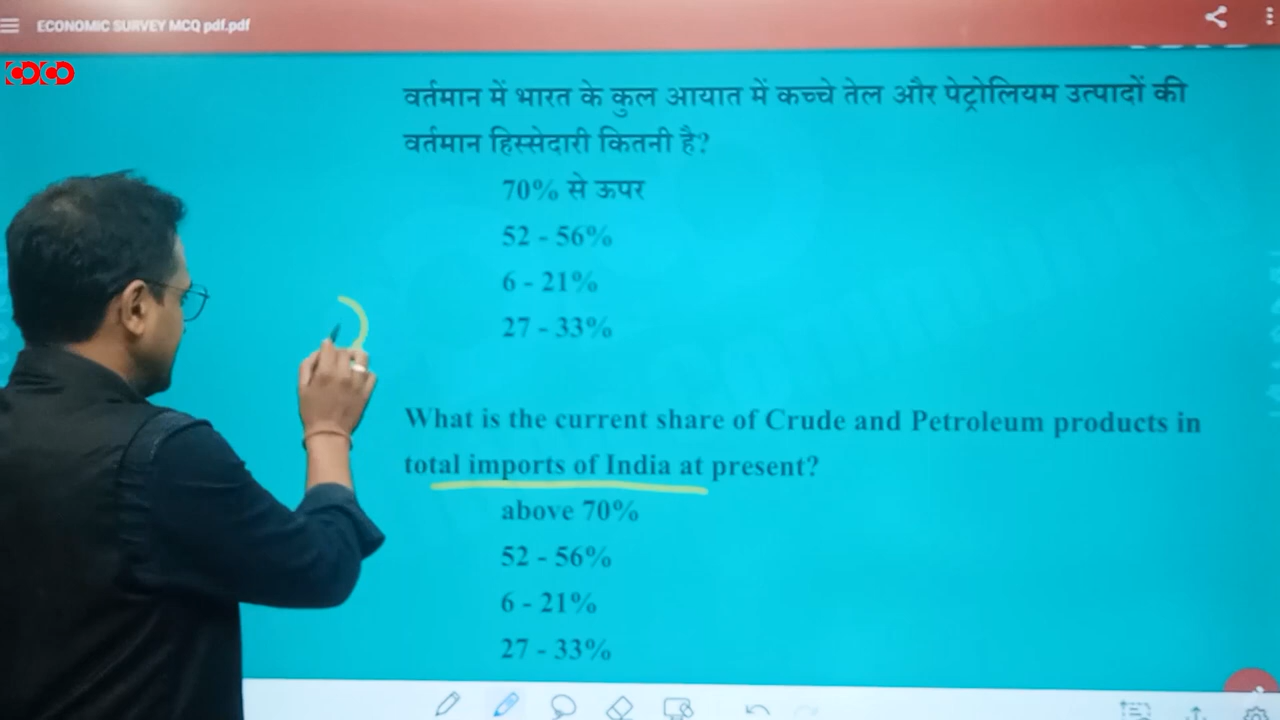 ECONOMIC SURVEY MCQ pdf.pdf
वर्तमान में भारत के कुल आयात में कच्चे तेल और पेट्रोलियम उत्पादों की
वर्तमान हिस्सेदारी कितनी है?
70% से ऊपर
52 - 56%
6 - 21%
27 - 33%
What is the current share of Crude and Petroleum products in
total imports of India at present?
above 70%
52 - 56%
6 - 21%
27 - 33%